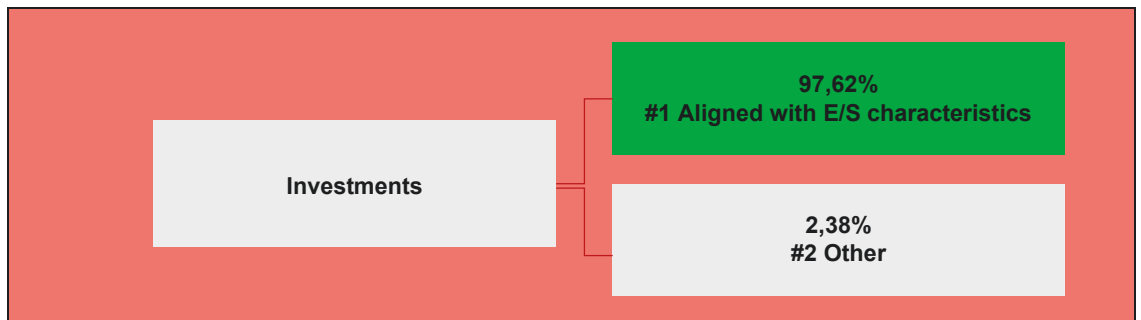 97,62%
#1 Aligned with E/S characteristics
Investments
2,38%
#2 Other